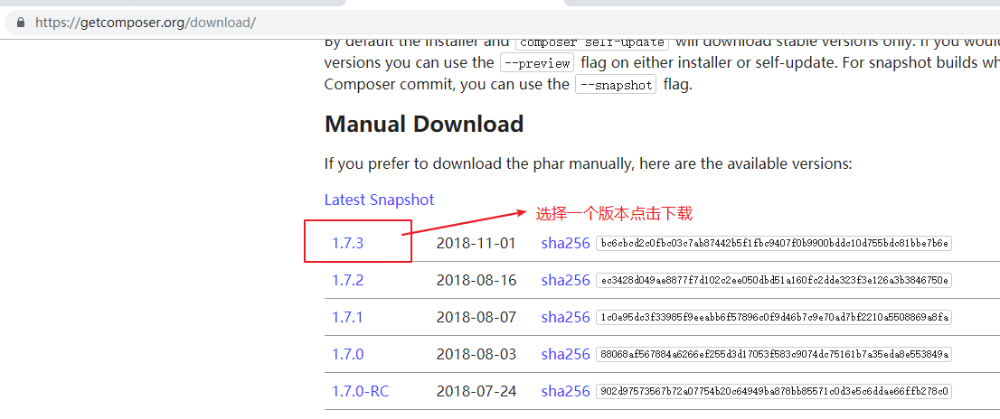 https://getcomposer.org/download/
By default the installer and composer self-update will download stable versions only. If you would
versions you can use the --preview flag on either installer or self-update. For snapshot builds wh
Composer commit, you can use the --snapshot flag.
Manual Download
If you prefer to download the phar manually, here are the available versions:
Latest Snapshot
选择一个版本点击下载
1.7.3 2018-11-01 sha256 bc6cbcd2c0fbc03c7ab87442b5f1fbc9407f0b9900bddc10d755bdc81bbe7b6e
1.7.2 2018-08-16 sha256 ec3428d049ae8877f7d102c2ee050dbd51a160fc2dde323f3e126a3b3846750e
1.7.1 2018-08-07 sha256 1c0e95dc3f33985f9eeabb6f57896c0f9d46b7c9e70ad7bf2210a5508869a8fa
1.7.0 2018-08-03 sha256 88068af567884a6266ef255d3d17053f583c9074dc75161b7a35eda8e553849a
1.7.0-RC 2018-07-24 sha256 902d97573567b72a07754b20c64949ba878bb85571c0d3e5c6ddae66ffb278c0